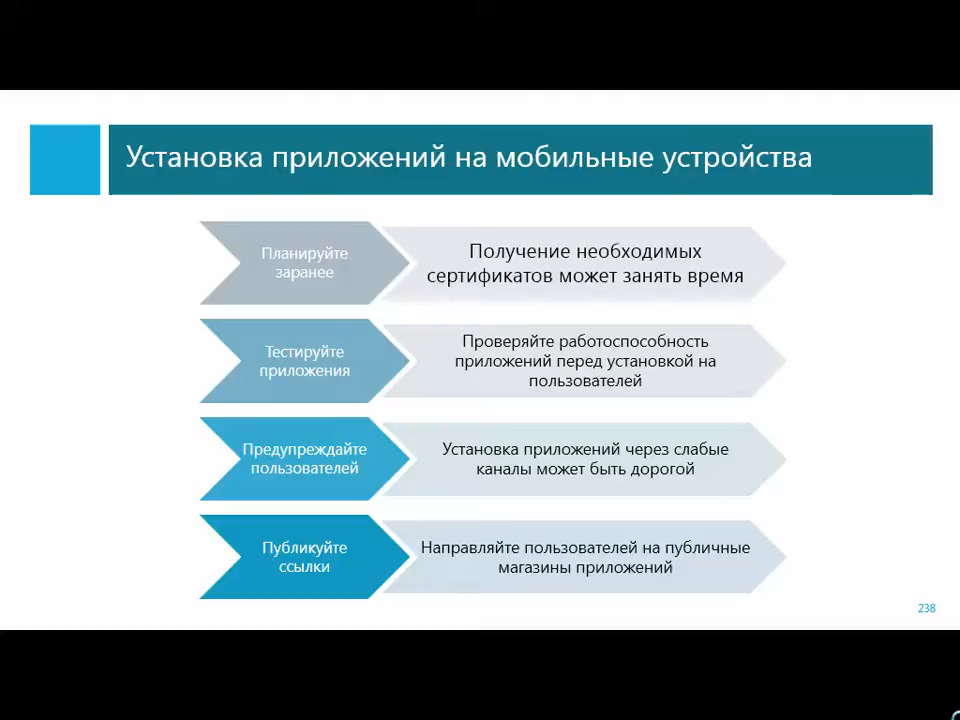 Установка приложений на мобильные устройства
Планируйте
заранее
Получение необходимых
сертификатов может занять время
Тестируйте
приложения
Проверяйте работоспособность
приложений перед установкой на
пользователей
Предупреждайте
пользователей
Установка приложений через слабые
каналы может быть дорогой
Публикуйте
ссылки
Направляйте пользователей на публичные
магазины приложений
238